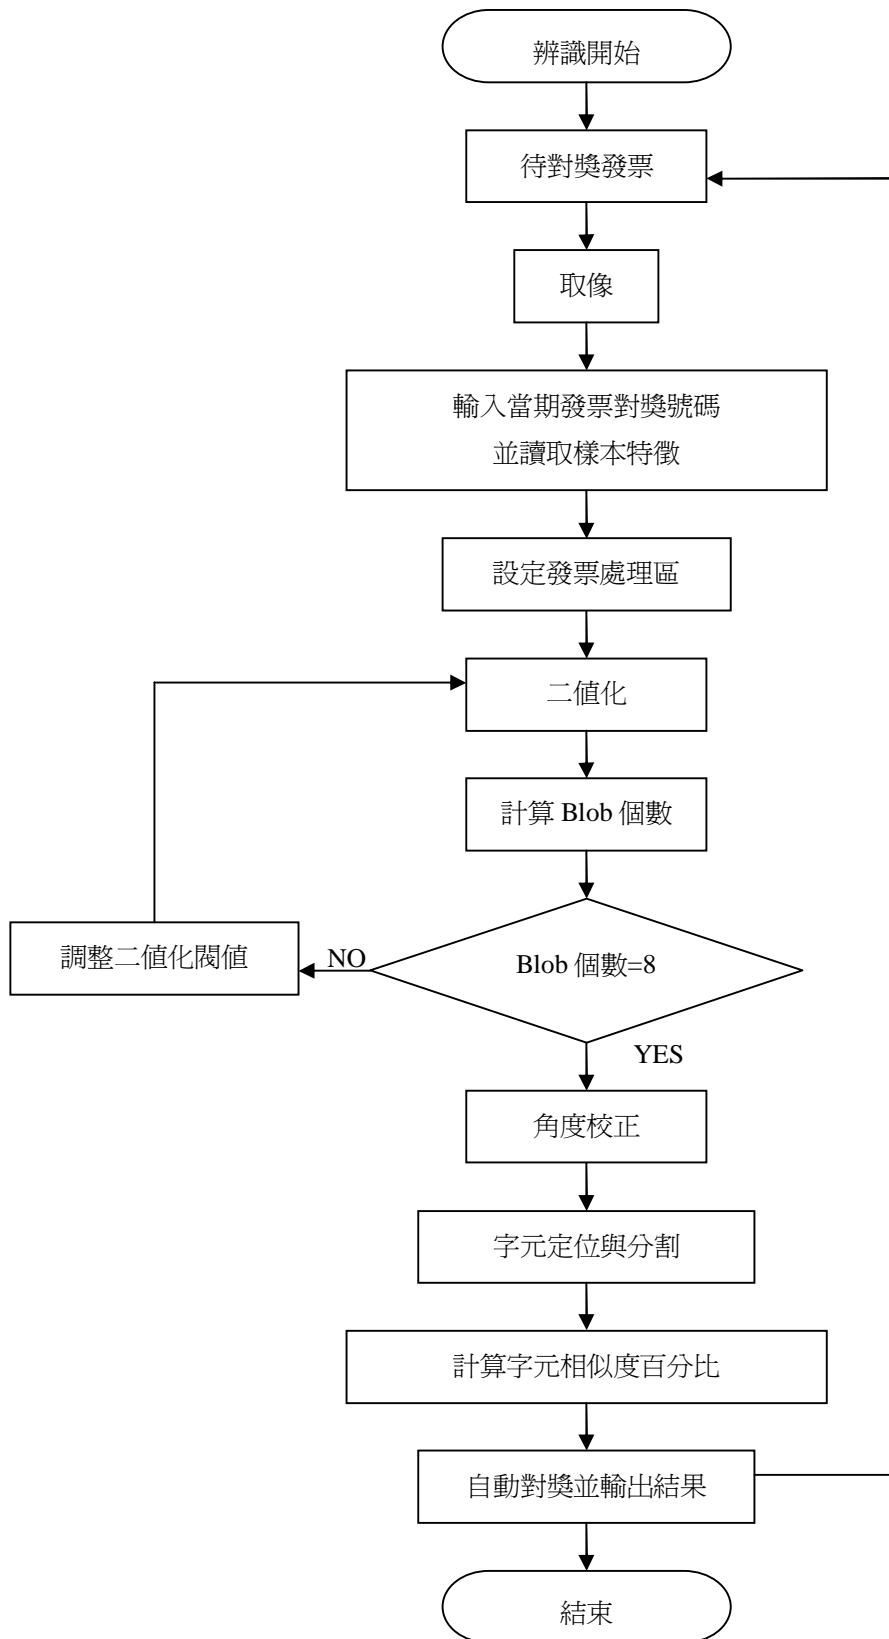 辨識開始
待對獎發票
取像
輸入當期發票對獎號碼
並讀取樣本特徵
設定發票處理區
二值化
計算 Blob 個數
調整二值化閥值
NO
Blob 個數=8
YES
角度校正
字元定位與分割
計算字元相似度百分比
自動對獎並輸出結果
結束